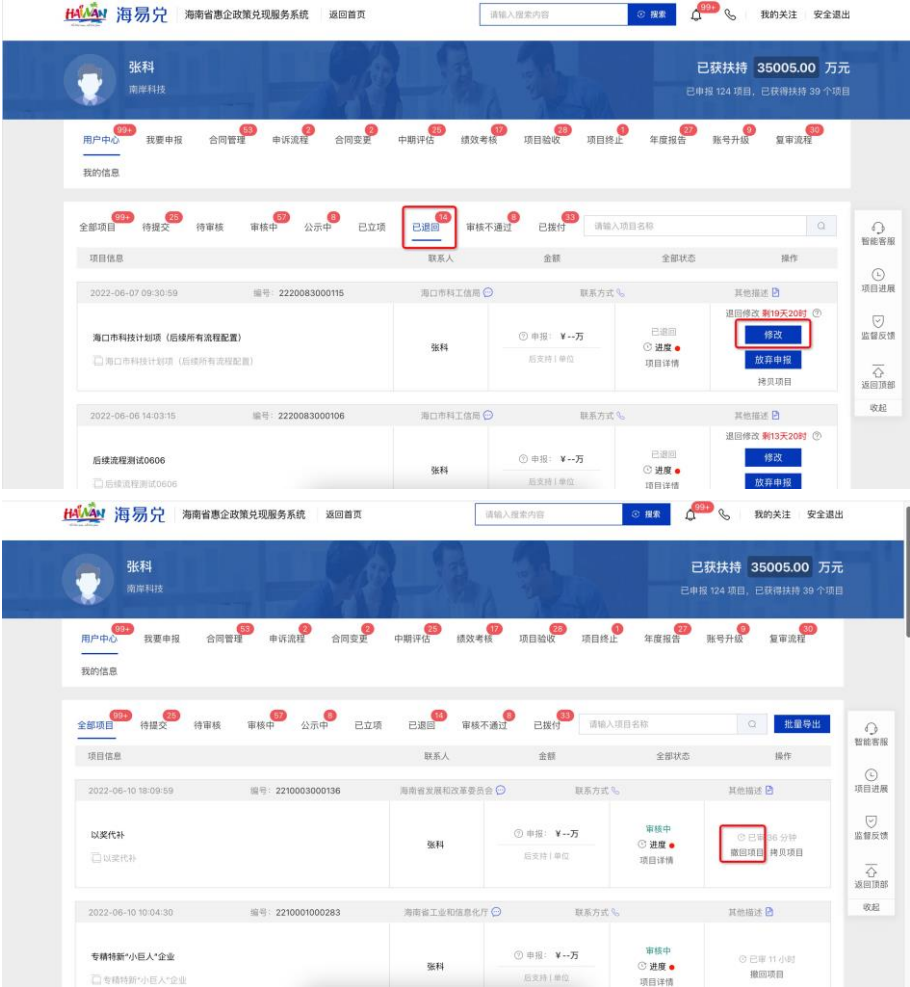 HAINAN 海易兑 海南省惠企政策兑现服务系统 返回首页 请输入搜索内容 搜索 99+ 我的关注 安全退出
张科 已获扶持 35005.00 万元
南岸科技 已申报 124 项目，已获得扶持 39 个项目
99+ 53 2 2 25 17 28 1 27 9 30
用户中心 我要申报 合同管理 申诉流程 合同变更 中期评估 绩效考核 项目验收 项目终止 年度报告 账号升级 复审流程
我的信息
99+ 25 57 8 14 8 33
全部项目 待提交 待审核 审核中 公示中 已立项 已退回 审核不通过 已拨付 请输入项目名称
智能客服
项目信息 联系人 金额 全部状态 操作
项目进展
2022-06-07 09:30:59 编号：2220083000115 海口市科工信局 联系方式 其他描述
退回修改 剩19天20时
海口市科技计划项（后续所有流程配置） 张科 申报：¥--万 已退回 修改
监督反馈
海口市科技计划项（后续所有流程配置） 后支持 | 单位 进度 放弃申报
项目详情 拷贝项目
返回顶部
收起
2022-06-06 14:03:15 编号：2220083000106 海口市科工信局 联系方式 其他描述
退回修改 剩13天20时
后续流程测试0606 张科 申报：¥--万 已退回 修改
后续流程测试0606 后支持 | 单位 进度 放弃申报
项目详情
HAINAN 海易兑 海南省惠企政策兑现服务系统 返回首页 请输入搜索内容 搜索 99+ 我的关注 安全退出
张科 已获扶持 35005.00 万元
南岸科技 已申报 124 项目，已获得扶持 39 个项目
99+ 53 2 2 25 17 28 1 27 9 30
用户中心 我要申报 合同管理 申诉流程 合同变更 中期评估 绩效考核 项目验收 项目终止 年度报告 账号升级 复审流程
我的信息
99+ 25 57 8 14 8 33
全部项目 待提交 待审核 审核中 公示中 已立项 已退回 审核不通过 已拨付 请输入项目名称 批量导出
智能客服
项目信息 联系人 金额 全部状态 操作
项目进展
2022-06-10 18:09:59 编号：2210003000136 海南省发展和改革委员会 联系方式 其他描述
监督反馈
以奖代补 张科 申报：¥--万 审核中 已审 36 分钟
以奖代补 后支持 | 单位 进度 撤回项目 拷贝项目
项目详情
返回顶部
收起
2022-06-10 10:04:30 编号：2210001000283 海南省工业和信息化厅 联系方式 其他描述
专精特新“小巨人”企业 张科 申报：¥--万 审核中 已审 11 小时
专精特新“小巨人”企业 后支持 | 单位 进度 撤回项目
项目详情